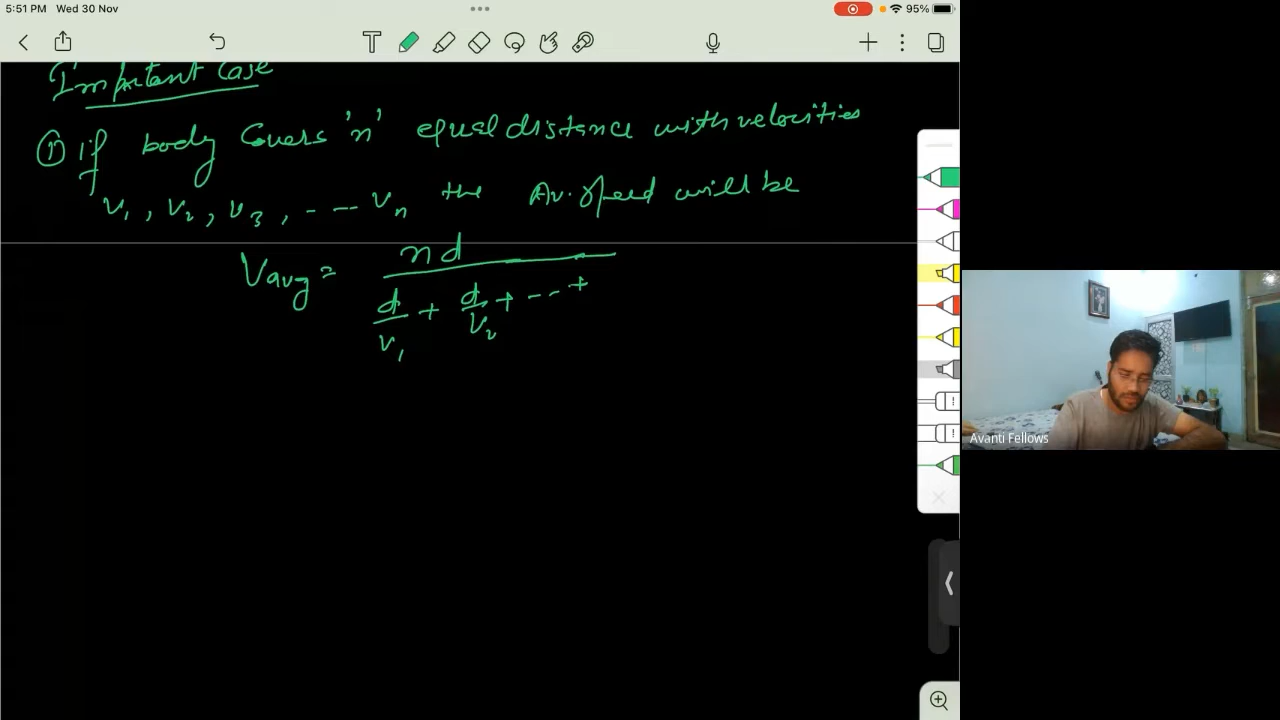 5:51 PM Wed 30 Nov
95%
Important Case
① if body Covers 'n' equal distance with velocities
v₁, v₂, v₃, - -- vₙ the Av. speed will be
Vavg = nd / (d/v₁ + d/v₂ + -- - +
Avanti Fellows